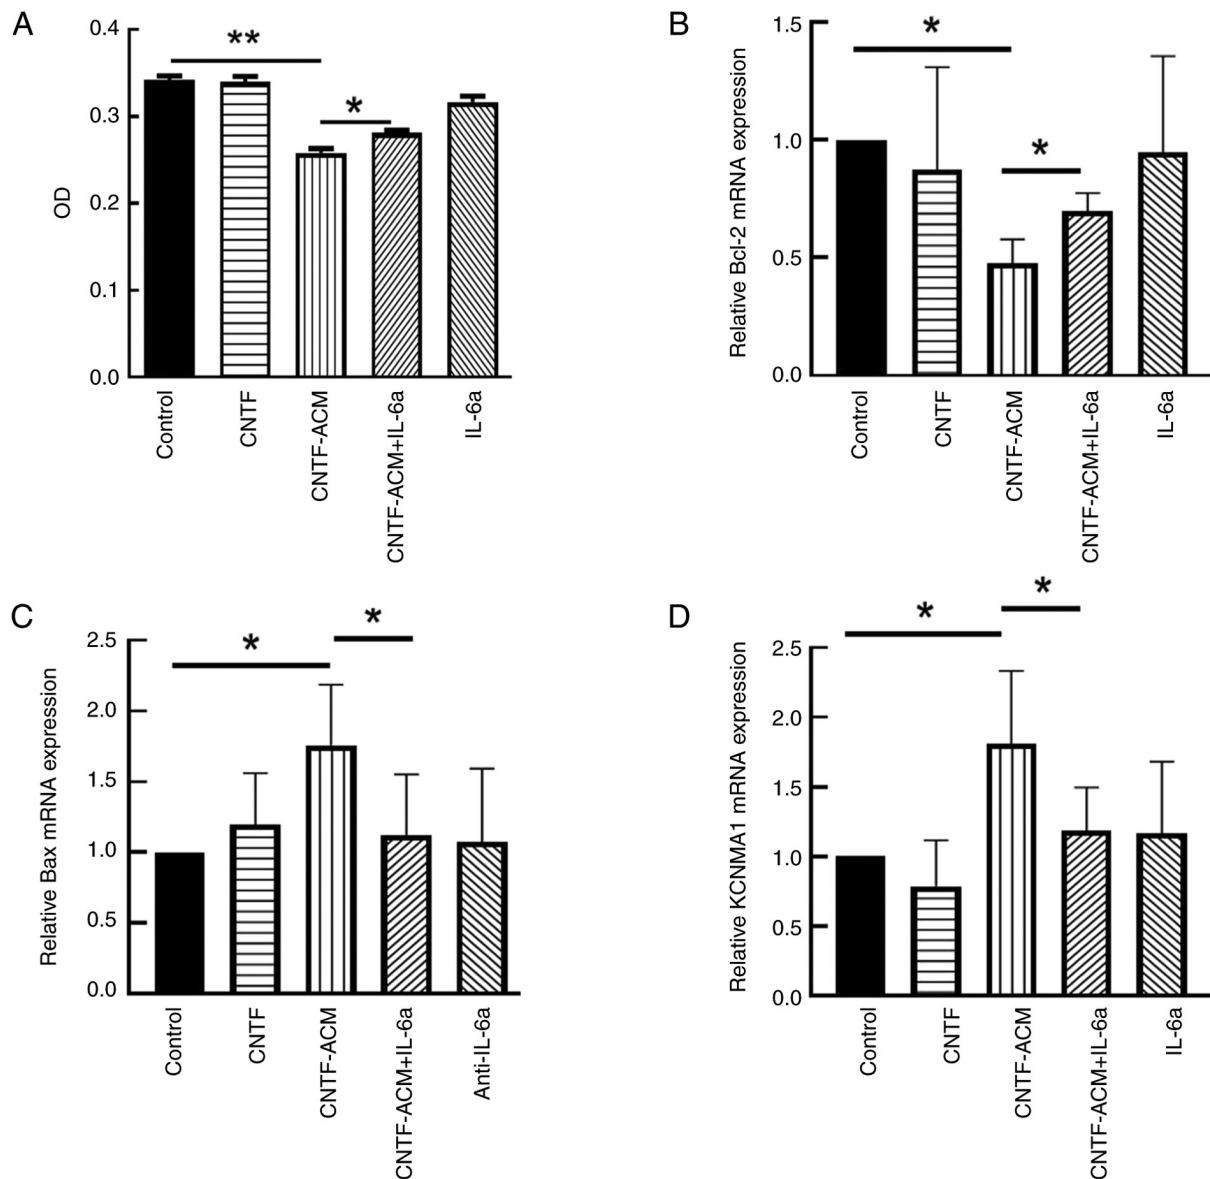 A
OD
0.4
0.3
0.2
0.1
0.0
**
*
Control
CNTF
CNTF-ACM
CNTF-ACM+IL-6a
IL-6a
B
Relative Bcl-2 mRNA expression
1.5
1.0
0.5
0.0
*
*
Control
CNTF
CNTF-ACM
CNTF-ACM+IL-6a
IL-6a
C
Relative Bax mRNA expression
2.5
2.0
1.5
1.0
0.5
0.0
*
*
Control
CNTF
CNTF-ACM
CNTF-ACM+IL-6a
Anti-IL-6a
D
Relative KCNMA1 mRNA expression
2.5
2.0
1.5
1.0
0.5
0.0
*
*
Control
CNTF
CNTF-ACM
CNTF-ACM+IL-6a
IL-6a